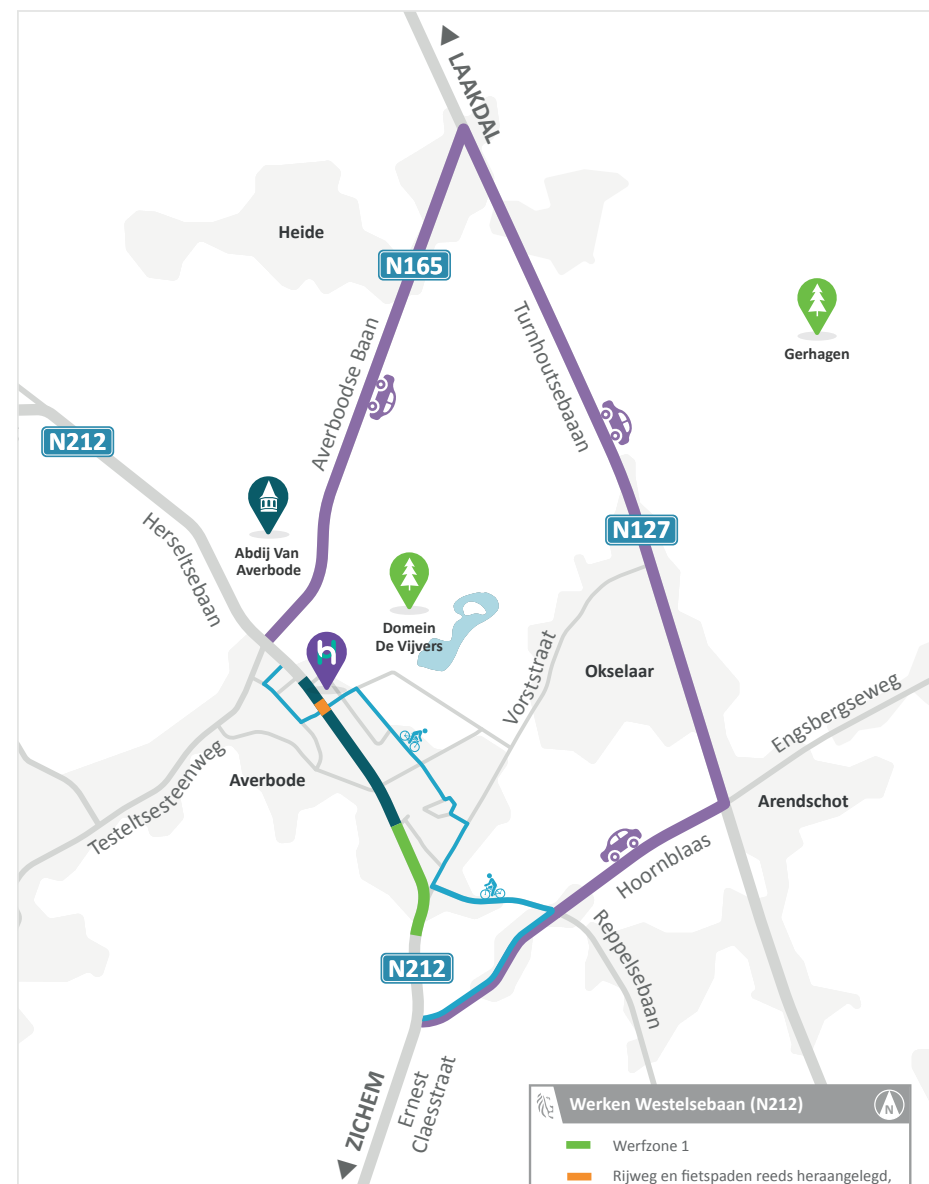 LAAKDAL
Heide
N165
Gerhagen
Averboodse Baan
Turnhoutsebaaan
N212
Abdij Van
Averbode
Herseltsebaan
N127
Domein
De Vijvers
H
Vorststraat
Okselaar
Engsbergseweg
Averbode
Testeltsesteenweg
Arendschot
Hoornblaas
Reppelsebaan
N212
ZICHEM
Ernest
Claesstraat
Werken Westelsebaan (N212)
N
Werfzone 1
Rijweg en fietspaden reeds heraangelegd,